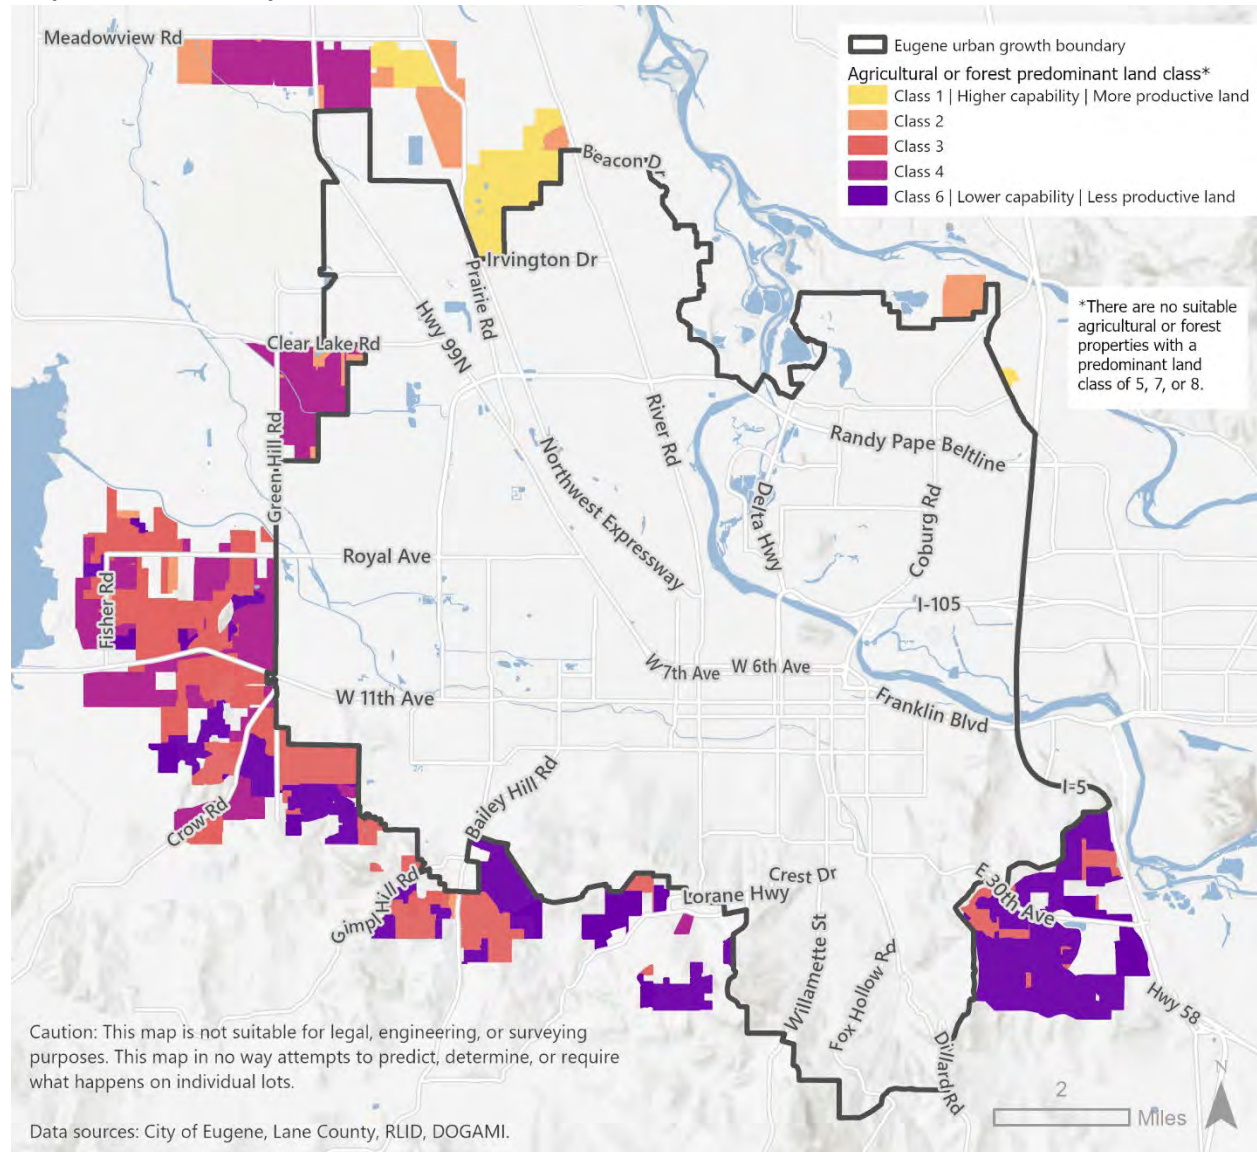 Meadowview Rd
Eugene urban growth boundary
Agricultural or forest predominant land class*
Class 1 | Higher capability | More productive land
Class 2
Class 3
Class 4
Class 6 | Lower capability | Less productive land
Beacon Dr
Irvington Dr
Prairie Rd
Hwy 99N
*There are no suitable
agricultural or forest
properties with a
predominant land
class of 5, 7, or 8.
Clear Lake Rd
Green Hill Rd
River Rd
Randy Pape Beltline
Northwest Expressway
Delta Hwy
Coburg Rd
Royal Ave
Fisher Rd
I-105
W 7th Ave
W 6th Ave
W 11th Ave
Franklin Blvd
Bailey Hill Rd
I-5
Crow Rd
Crest Dr
Lorane Hwy
E 30th Ave
Gimpl Hill Rd
Willamette St
Fox Hollow Rd
Hwy 58
Dillard Rd
Caution: This map is not suitable for legal, engineering, or surveying
purposes. This map in no way attempts to predict, determine, or require
what happens on individual lots.
Data sources: City of Eugene, Lane County, RLID, DOGAMI.
2
Miles
N